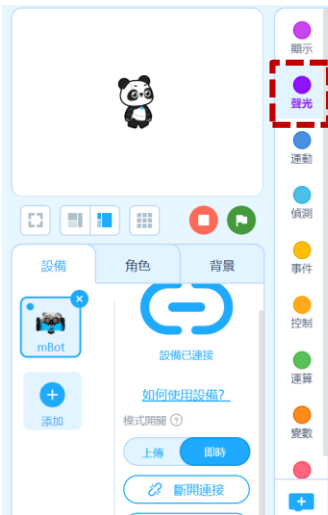 顯示
聲光
運動
偵測
事件
控制
運算
變數
設備
角色
背景
mBot
添加
設備已連接
如何使用設備?
模式開關 ?
上傳
即時
斷開連接